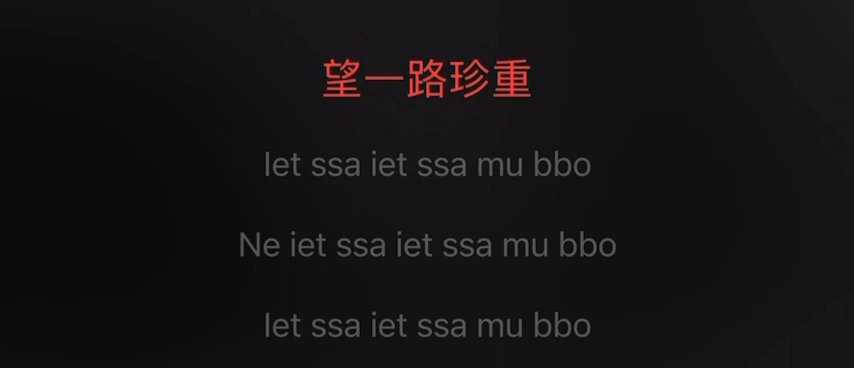 望一路珍重
Iet ssa iet ssa mu bbo
Ne iet ssa iet ssa mu bbo
Iet ssa iet ssa mu bbo